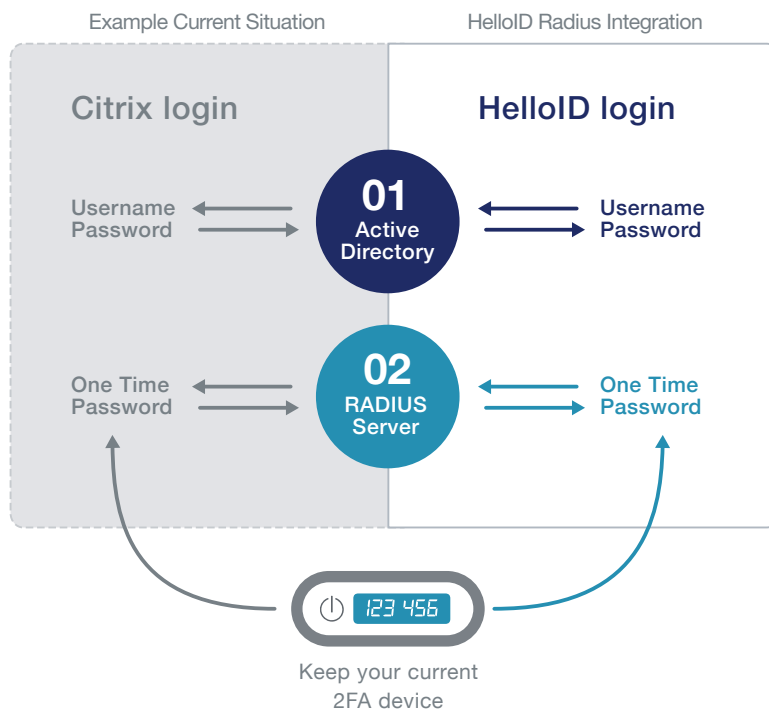 Example Current Situation
HelloID Radius Integration
Citrix login
HelloID login
01
Active
Directory
Username
Password
Username
Password
02
RADIUS
Server
One Time
Password
One Time
Password
123 456
Keep your current
2FA device